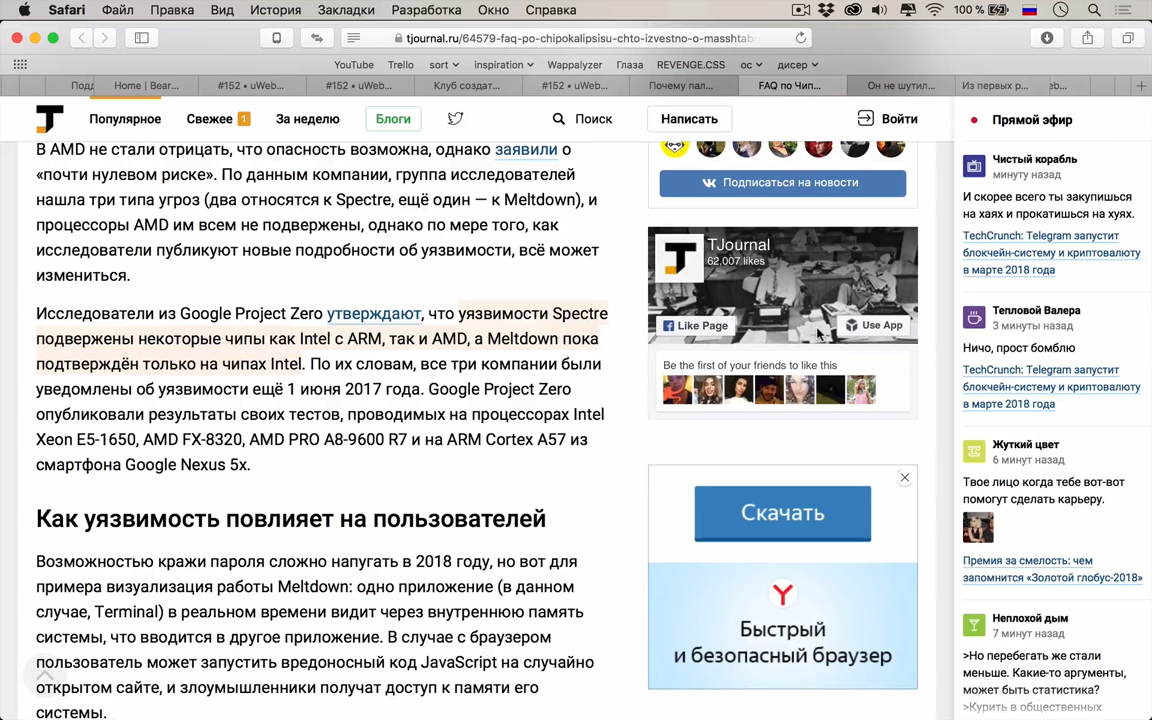 Safari Файл Правка Вид История Закладки Разработка Окно Справка 100 %
tjournal.ru/64579-faq-po-chipokalipsisu-chto-izvestno-o-masshtab
YouTube Trello sort inspiration Wappalyzer Глаза REVENGE.CSS ос дисер
Подд Home | Bear... #152 • uWeb... #152 • uWeb... Клуб создат... #152 • uWeb... Почему пал... FAQ по Чип... Он не шутил... Из первых р... eb...
Популярное Свежее 1 За неделю Блоги Поиск Написать Войти
В AMD не стали отрицать, что опасность возможна, однако заявили о
«почти нулевом риске». По данным компании, группа исследователей
нашла три типа угроз (два относятся к Spectre, ещё один — к Meltdown), и
процессоры AMD им всем не подвержены, однако по мере того, как
исследователи публикуют новые подробности об уязвимости, всё может
измениться.
Исследователи из Google Project Zero утверждают, что уязвимости Spectre
подвержены некоторые чипы как Intel с ARM, так и AMD, а Meltdown пока
подтверждён только на чипах Intel. По их словам, все три компании были
уведомлены об уязвимости ещё 1 июня 2017 года. Google Project Zero
опубликовали результаты своих тестов, проводимых на процессорах Intel
Xeon E5-1650, AMD FX-8320, AMD PRO A8-9600 R7 и на ARM Cortex A57 из
смартфона Google Nexus 5x.
Как уязвимость повлияет на пользователей
Возможностью кражи пароля сложно напугать в 2018 году, но вот для
примера визуализация работы Meltdown: одно приложение (в данном
случае, Terminal) в реальном времени видит через внутреннюю память
системы, что вводится в другое приложение. В случае с браузером
пользователь может запустить вредоносный код JavaScript на случайно
открытом сайте, и злоумышленники получат доступ к памяти его
системы.
Подписаться на новости
TJournal
62,007 likes
Like Page
Use App
Be the first of your friends to like this
Скачать
Быстрый
и безопасный браузер
Прямой эфир
Чистый корабль
минуту назад
И скорее всего ты закупишься
на хаях и прокатишься на хуях.
TechCrunch: Telegram запустит
блокчейн-систему и криптовалюту
в марте 2018 года
Тепловой Валера
3 минуты назад
Ничо, прост бомблю
TechCrunch: Telegram запустит
блокчейн-систему и криптовалюту
в марте 2018 года
Жуткий цвет
6 минут назад
Твое лицо когда тебе вот-вот
помогут сделать карьеру.
Премия за смелость: чем
запомнится «Золотой глобус-2018»
Неплохой дым
7 минут назад
>Но перебегать же стали
меньше. Какие-то аргументы,
может быть статистика?
>Курить в общественных